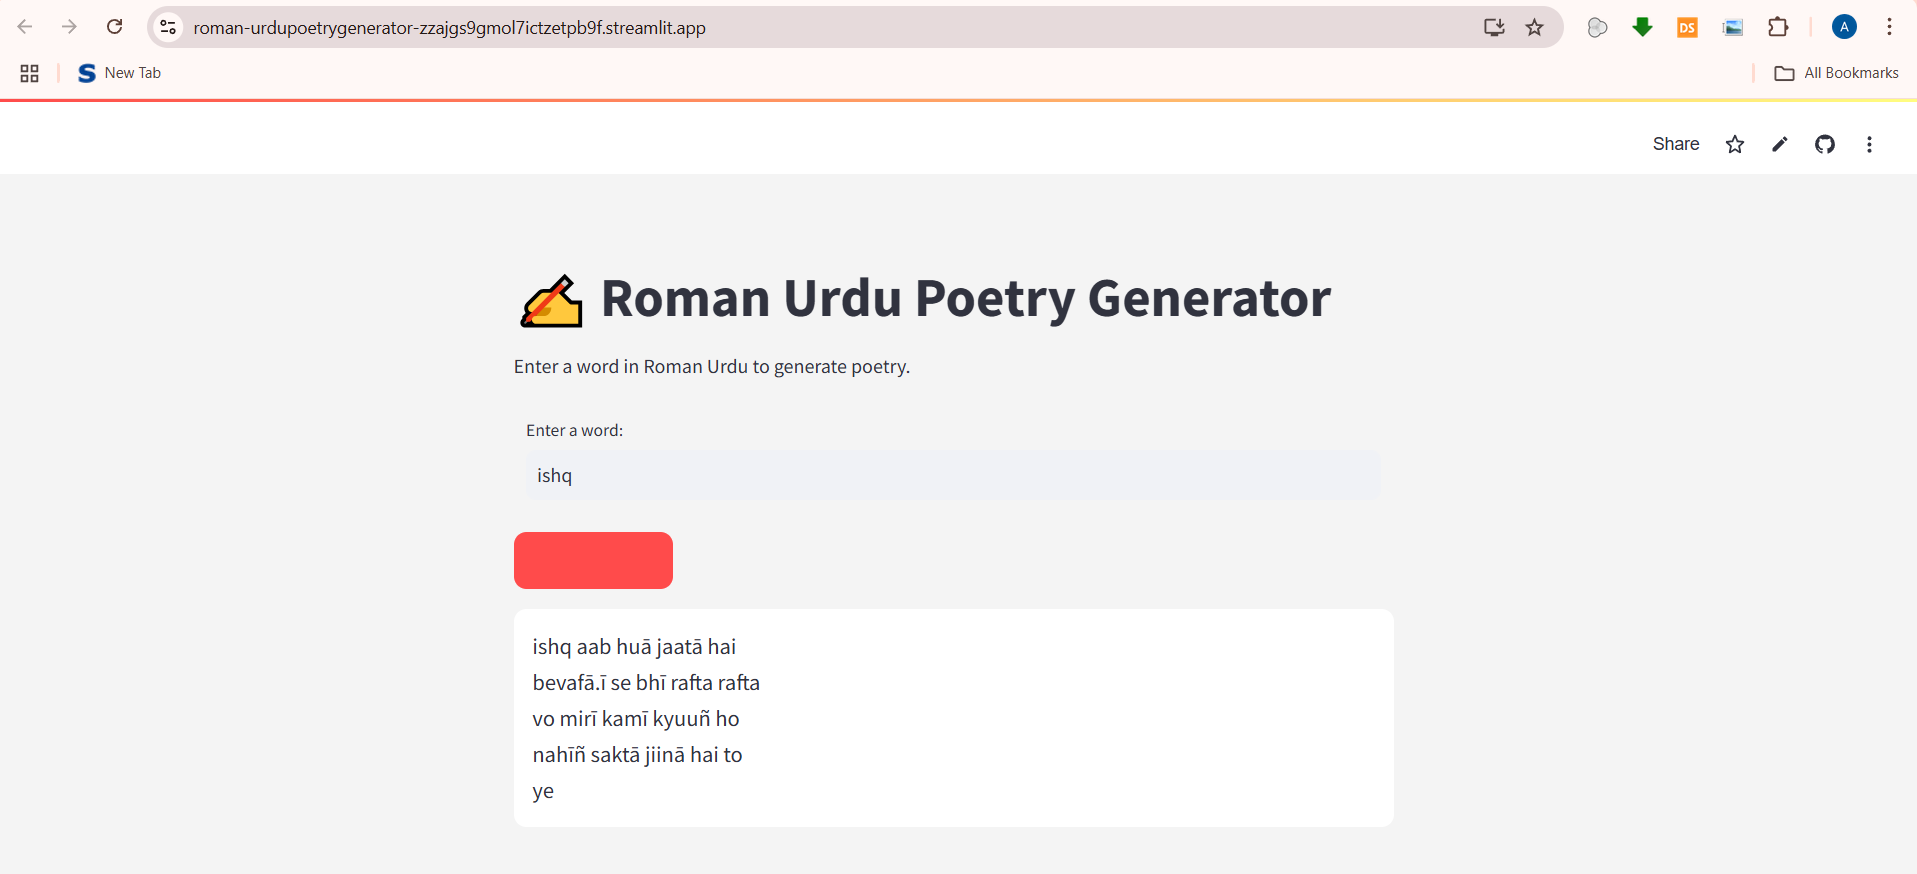 roman-urdupoetrygenerator-zzajgs9gmol7ictzetpb9f.streamlit.app
DS
A
S New Tab
All Bookmarks
Share
Roman Urdu Poetry Generator
Enter a word in Roman Urdu to generate poetry.
Enter a word:
ishq
ishq aab huā jaatā hai
bevafā.ī se bhī rafta rafta
vo mirī kamī kyuuñ ho
nahīñ saktā jiinā hai to
ye